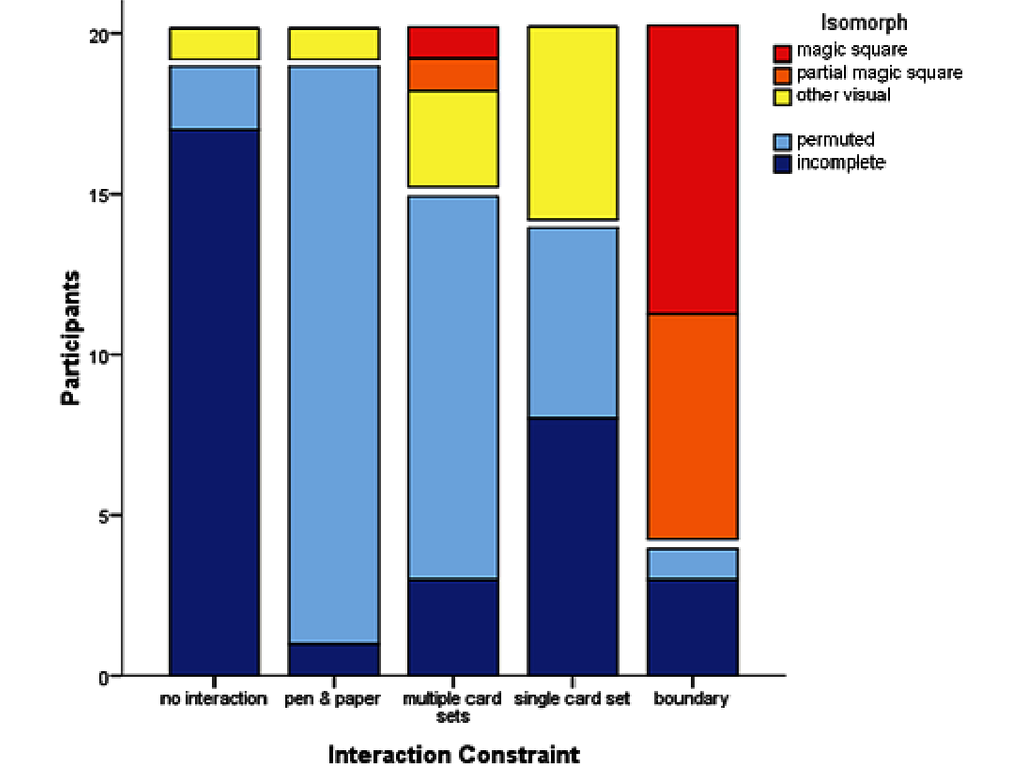 Isomorph
magic square
partial magic square
other visual
permuted
incomplete
Participants
20
15
10
5
0
no interaction
pen & paper
multiple card
sets
single card set
boundary
Interaction Constraint